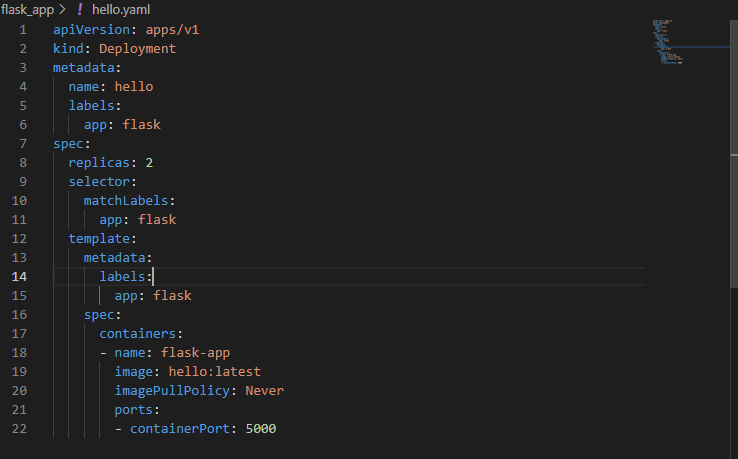 flask_app > ! hello.yaml
1 apiVersion: apps/v1
2 kind: Deployment
3 metadata:
4   name: hello
5   labels:
6     app: flask
7 spec:
8   replicas: 2
9   selector:
10     matchLabels:
11       app: flask
12   template:
13     metadata:
14       labels:
15         app: flask
16     spec:
17       containers:
18       - name: flask-app
19         image: hello:latest
20         imagePullPolicy: Never
21         ports:
22         - containerPort: 5000